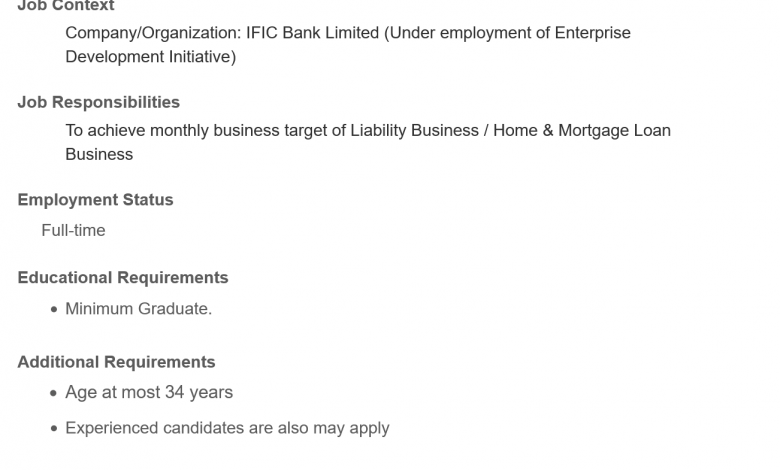 Job Context
Company/Organization: IFIC Bank Limited (Under employment of Enterprise
Development Initiative)
Job Responsibilities
To achieve monthly business target of Liability Business / Home & Mortgage Loan
Business
Employment Status
Full-time
Educational Requirements
• Minimum Graduate.
Additional Requirements
• Age at most 34 years
• Experienced candidates are also may apply